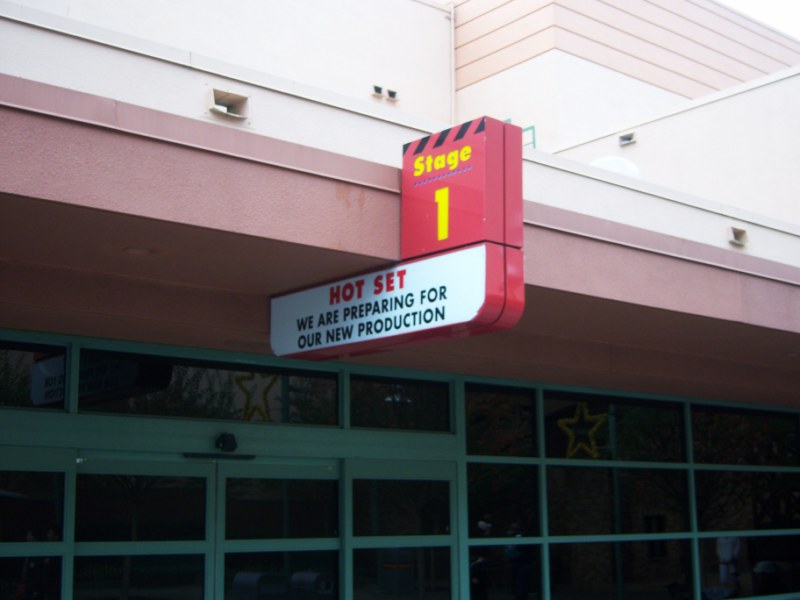 Stage
1
HOT SET
WE ARE PREPARING FOR
OUR NEW PRODUCTION